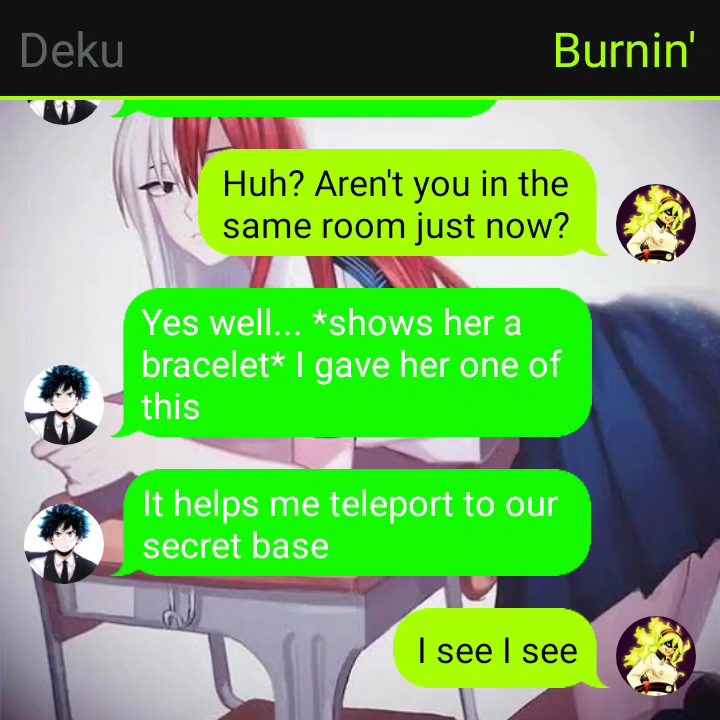 Deku
Burnin'
Huh? Aren't you in the
same room just now?
Yes well... *shows her a
bracelet* I gave her one of
this
It helps me teleport to our
secret base
I see I see